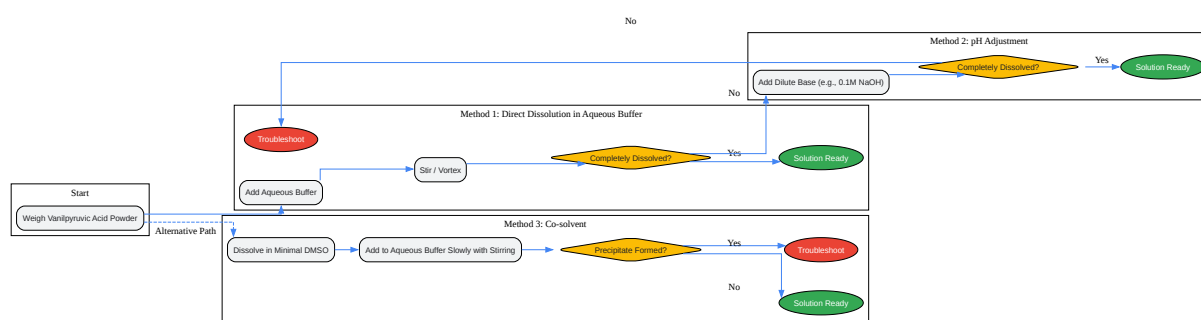 No
Method 2: pH Adjustment
Completely Dissolved?
Yes
Solution Ready
Add Dilute Base (e.g., 0.1M NaOH)
No
Method 1: Direct Dissolution in Aqueous Buffer
Troubleshoot
Completely Dissolved?
Yes
Solution Ready
Stir / Vortex
Add Aqueous Buffer
Start
Weigh Vanilpyruvic Acid Powder
Alternative Path
Method 3: Co-solvent
Dissolve in Minimal DMSO
Add to Aqueous Buffer Slowly with Stirring
Precipitate Formed?
Yes
Troubleshoot
No
Solution Ready